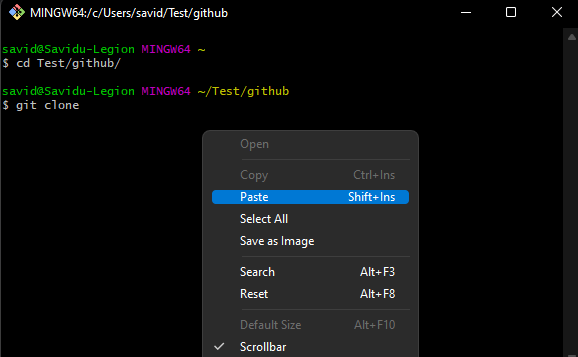 MINGW64:/c/Users/savid/Test/github
savid@Savidu-Legion MINGW64 ~
$ cd Test/github/
savid@Savidu-Legion MINGW64 ~/Test/github
$ git clone
Open
Copy Ctrl+Ins
Paste Shift+Ins
Select All
Save as Image
Search Alt+F3
Reset Alt+F8
Default Size Alt+F10
✓ Scrollbar